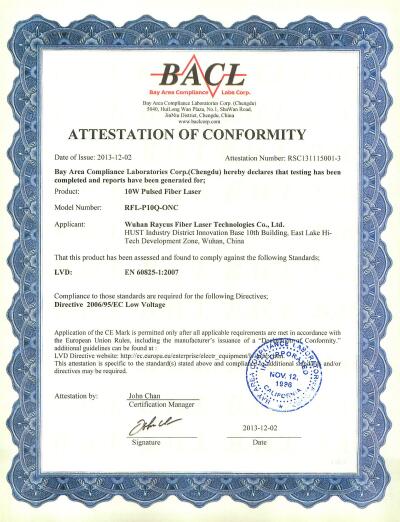 BACL
Bay Area Compliance Labs Corp.
Bay Area Compliance Laboratories Corp. (Chengdu)
5040, HuiLong Wan Plaza, No.1, ShaWan Road,
JinNiu District, Chengdu, China
www.baclcorp.com
ATTESTATION OF CONFORMITY
Date of Issue: 2013-12-02 Attestation Number: RSC131115001-3
Bay Area Compliance Laboratories Corp.(Chengdu) hereby declares that testing has been
completed and reports have been generated for;
Product: 10W Pulsed Fiber Laser
Model Number: RFL-P10Q-ONC
Applicant: Wuhan Raycus Fiber Laser Technologies Co., Ltd.
HUST Industry District Innovation Base 10th Building, East Lake Hi-
Tech Development Zone, Wuhan, China
That this product has been assessed and found to comply against the following Standards;
LVD: EN 60825-1:2007
Compliance to those standards are required for the following Directives;
Directive 2006/95/EC Low Voltage
Application of the CE Mark is permitted only after all applicable requirements are met in accordance with
the European Union Rules, including the manufacturer's issuance of a "Declaration of Conformity."
additional guidelines can be found at :
LVD Directive website: http://ec.europa.eu/enterprise/electr_equipment/
This attestation is specific to the standard(s) stated above and compliance to additional standards and/or
directives may be required.
BAY AREA COMPLIANCE LABORATORIES CORP.
INCORPORATED
NOV. 12,
1996
CALIFORNIA
Attestation by: John Chan
Certification Manager
John Ch
2013-12-02
Signature Date